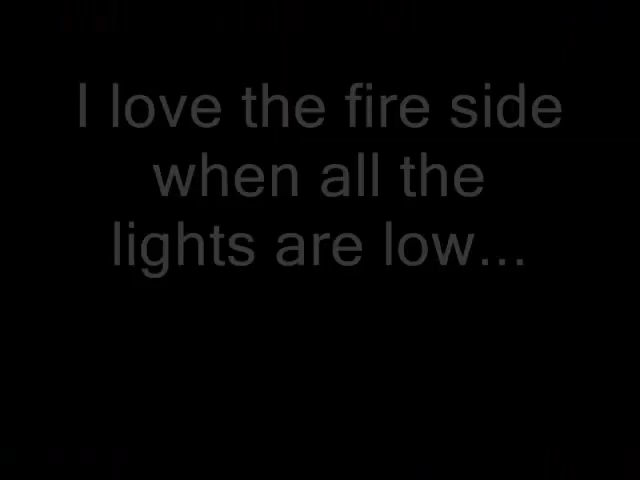 I love the fire side
when all the
lights are low...